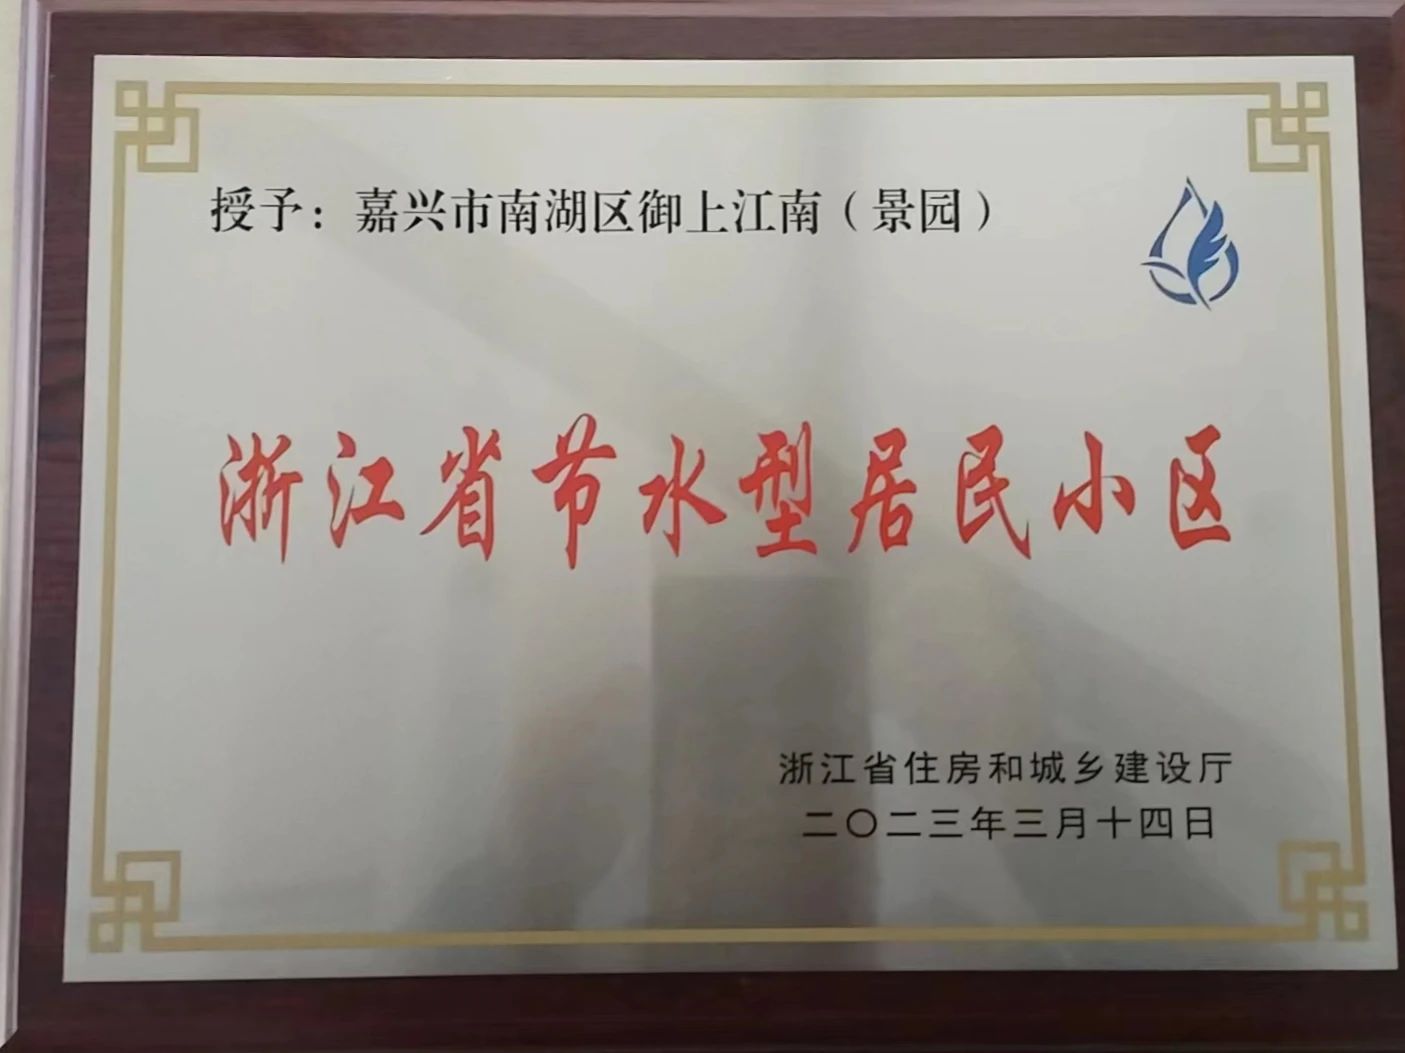 授予：嘉兴市南湖区御上江南（景园）
浙江省节水型居民小区
浙江省住房和城乡建设厅
二〇二三年三月十四日